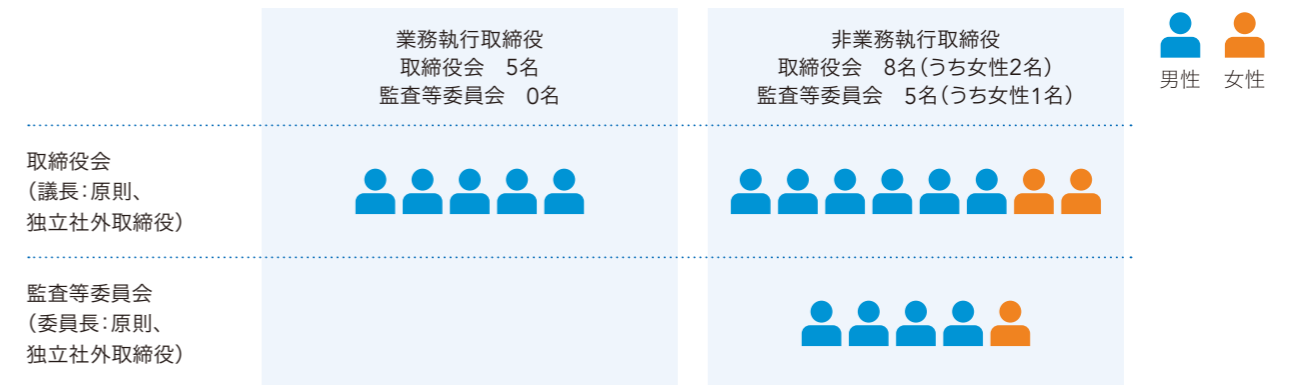 業務執行取締役
取締役会　5名
監査等委員会　0名
非業務執行取締役
取締役会　8名（うち女性2名）
監査等委員会　5名（うち女性1名）
男性
女性
取締役会
（議長：原則、
独立社外取締役）
監査等委員会
（委員長：原則、
独立社外取締役）